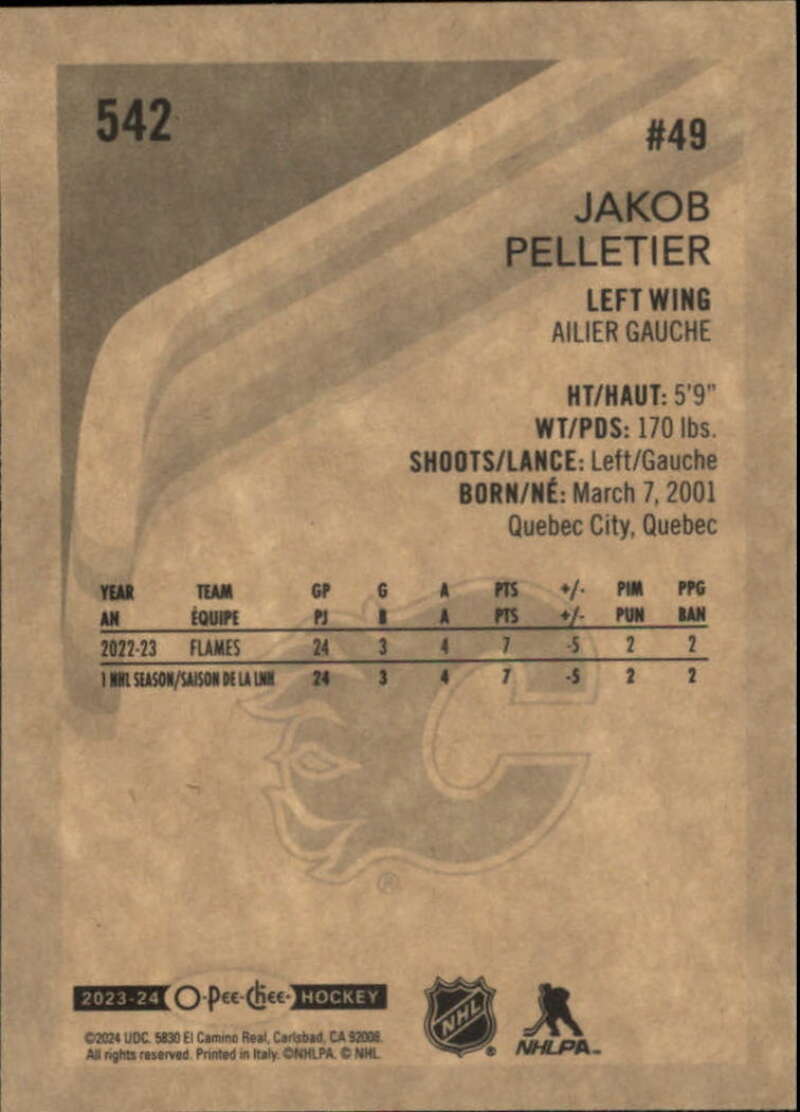 542
#49
JAKOB
PELLETIER
LEFT WING
AILIER GAUCHE
HT/HAUT: 5'9"
WT/PDS: 170 lbs.
SHOOTS/LANCE: Left/Gauche
BORN/NÉ: March 7, 2001
Quebec City, Quebec
YEAR TEAM GP G A PTS +/- PIM PPG
AN ÉQUIPE PJ B A PTS +/- PUN BAN
2022-23 FLAMES 24 3 4 7 -5 2 2
1 NHL SEASON/SAISON DE LA LNH 24 3 4 7 -5 2 2
®
2023-24 O-Pee-Chee HOCKEY
©2024 UDC. 5830 El Camino Real, Carlsbad, CA 92008.
All rights reserved. Printed in Italy. ©NHLPA. © NHL.
NHL ®
NHLPA™